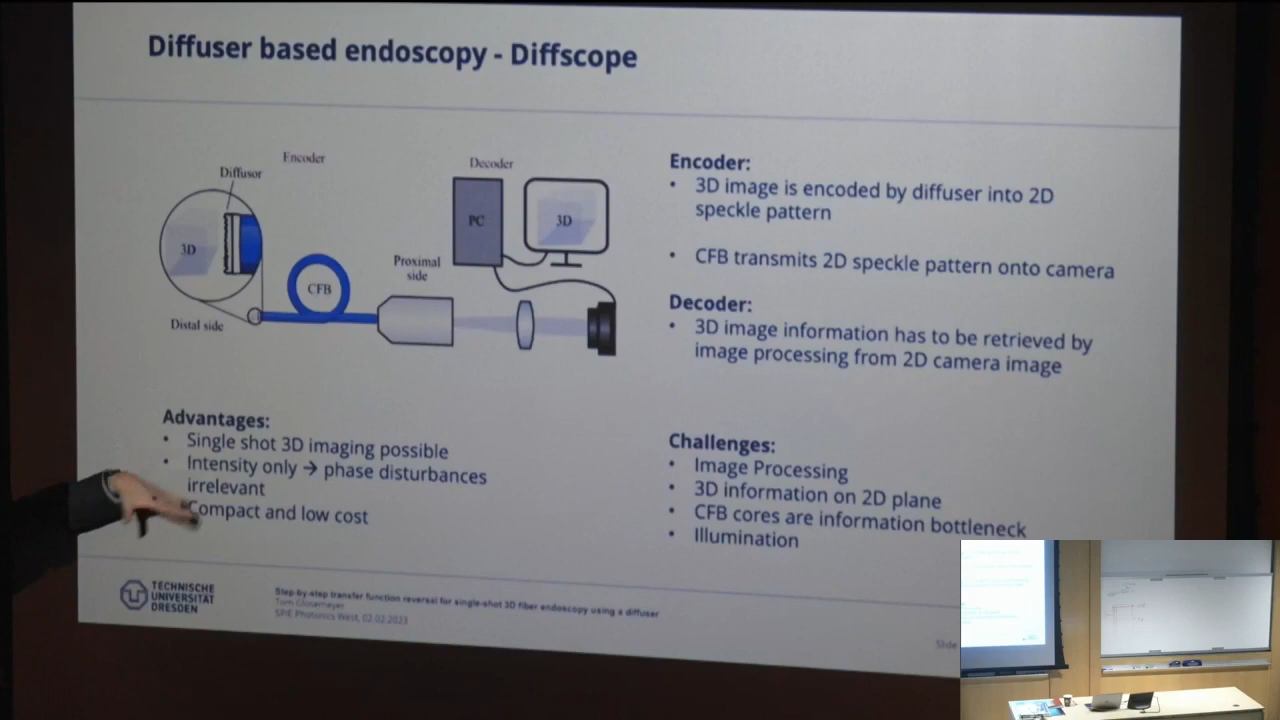 Diffuser based endoscopy - Diffscope
Encoder
Diffusor
3D
Distal side
CFB
Proximal
side
Decoder
PC
3D
Encoder:
• 3D image is encoded by diffuser into 2D
speckle pattern
• CFB transmits 2D speckle pattern onto camera
Decoder:
• 3D image information has to be retrieved by
image processing from 2D camera image
Advantages:
• Single shot 3D imaging possible
• Intensity only → phase disturbances
irrelevant
Compact and low cost
Challenges:
• Image Processing
• 3D information on 2D plane
• CFB cores are information bottleneck
• Illumination
TECHNISCHE
UNIVERSITÄT
DRESDEN
Step-by-step transfer function reversal for single-shot 3D fiber endoscopy using a diffuser
Tom Glosemeyer
SPIE Photonics West, 02.02.2023
Slide